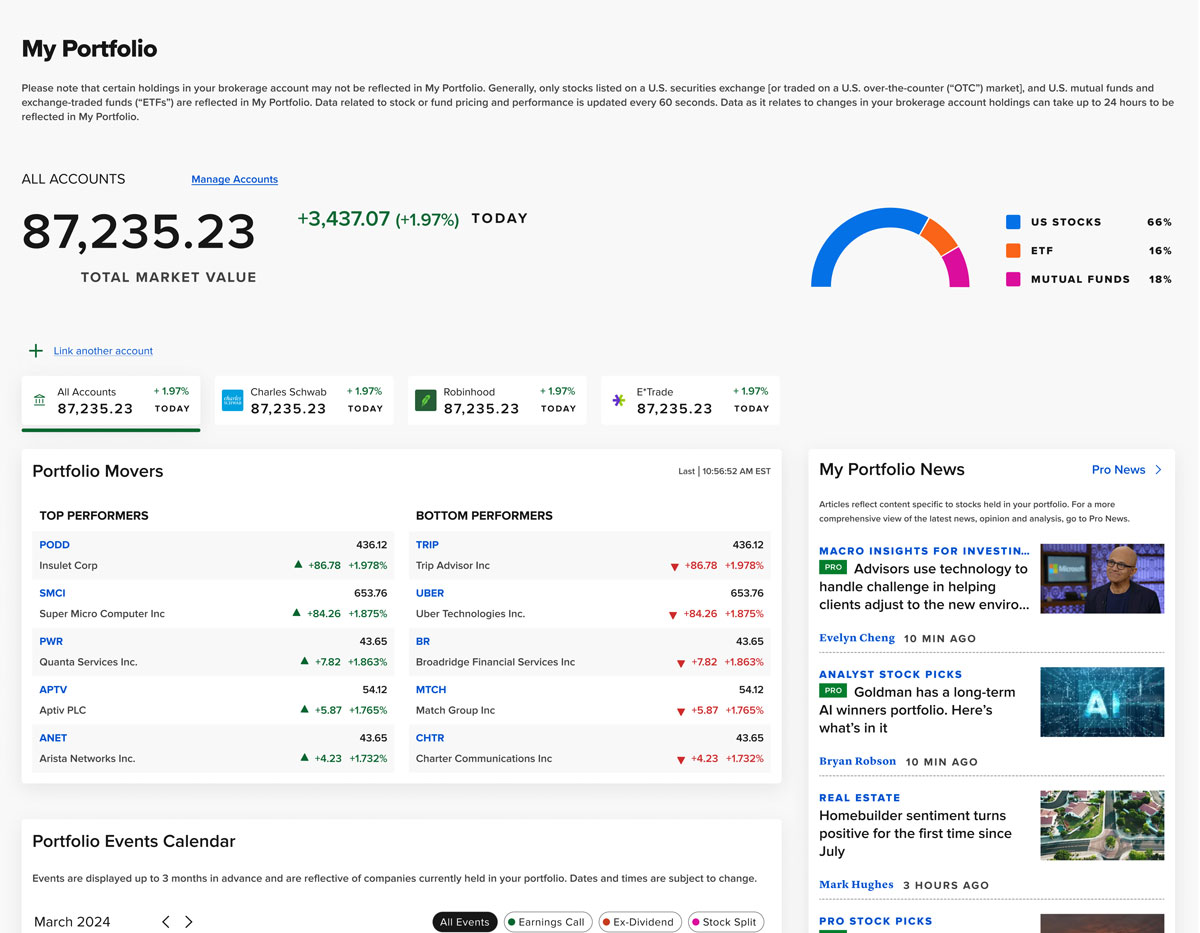 My Portfolio
Please note that certain holdings in your brokerage account may not be reflected in My Portfolio. Generally, only stocks listed on a U.S. securities exchange [or traded on a U.S. over-the-counter (“OTC”) market], and U.S. mutual funds and
exchange-traded funds (“ETFs”) are reflected in My Portfolio. Data related to stock or fund pricing and performance is updated every 60 seconds. Data as it relates to changes in your brokerage account holdings can take up to 24 hours to be
reflected in My Portfolio.
ALL ACCOUNTS Manage Accounts
87,235.23 +3,437.07 (+1.97%) TODAY
TOTAL MARKET VALUE
US STOCKS 66%
ETF 16%
MUTUAL FUNDS 18%
Link another account
All Accounts + 1.97%
87,235.23 TODAY
charles
SCHWAB
Charles Schwab + 1.97%
87,235.23 TODAY
Robinhood + 1.97%
87,235.23 TODAY
E*Trade + 1.97%
87,235.23 TODAY
Portfolio Movers Last | 10:56:52 AM EST
TOP PERFORMERS
PODD 436.12
Insulet Corp ▲ +86.78 +1.978%
SMCI 653.76
Super Micro Computer Inc ▲ +84.26 +1.875%
PWR 43.65
Quanta Services Inc. ▲ +7.82 +1.863%
APTV 54.12
Aptiv PLC ▲ +5.87 +1.765%
ANET 43.65
Arista Networks Inc. ▲ +4.23 +1.732%
BOTTOM PERFORMERS
TRIP 436.12
Trip Advisor Inc ▼ +86.78 +1.978%
UBER 653.76
Uber Technologies Inc. ▼ +84.26 +1.875%
BR 43.65
Broadridge Financial Services Inc ▼ +7.82 +1.863%
MTCH 54.12
Match Group Inc ▼ +5.87 +1.765%
CHTR 43.65
Charter Communications Inc ▼ +4.23 +1.732%
Portfolio Events Calendar
Events are displayed up to 3 months in advance and are reflective of companies currently held in your portfolio. Dates and times are subject to change.
March 2024 All Events Earnings Call Ex-Dividend Stock Split
My Portfolio News Pro News
Articles reflect content specific to stocks held in your portfolio. For a more
comprehensive view of the latest news, opinion and analysis, go to Pro News.
MACRO INSIGHTS FOR INVESTIN...
PRO Advisors use technology to
handle challenge in helping
clients adjust to the new enviro...
Microsoft
Evelyn Cheng 10 MIN AGO
ANALYST STOCK PICKS
PRO Goldman has a long-term
AI winners portfolio. Here’s
what’s in it
AI
Bryan Robson 10 MIN AGO
REAL ESTATE
Homebuilder sentiment turns
positive for the first time since
July
Mark Hughes 3 HOURS AGO
PRO STOCK PICKS